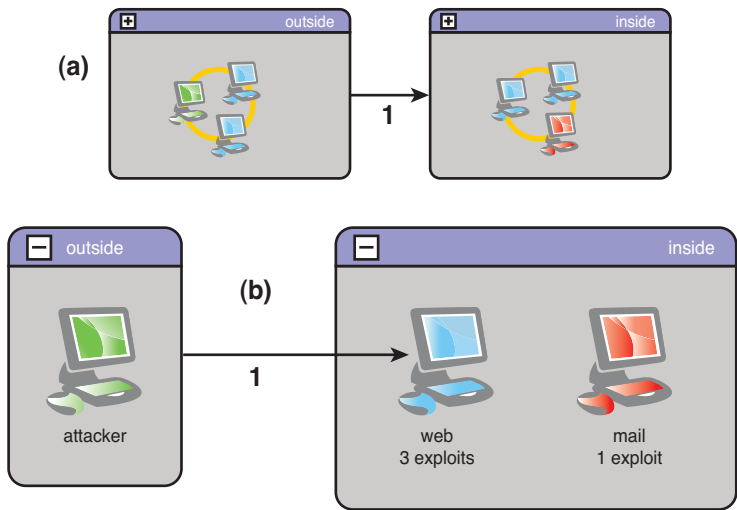 outside
inside
(a)
1
outside
inside
(b)
1
attacker
web
3 exploits
mail
1 exploit